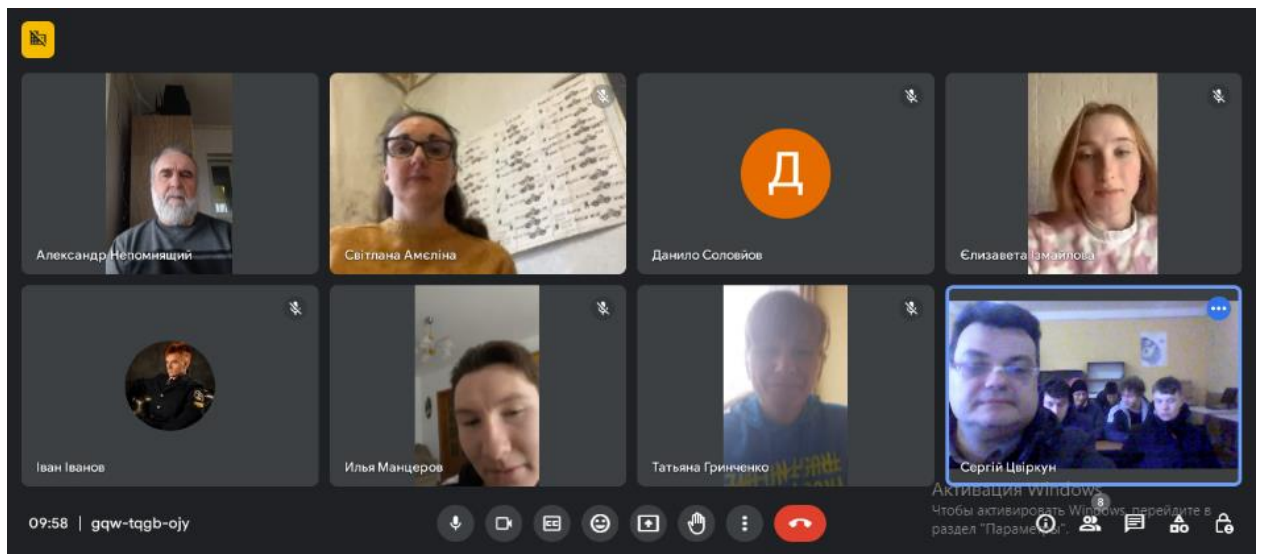 Александр Непомнящий
Світлана Амєліна
Д
Данило Соловйов
Єлизавета Ізмаилова
Іван Іванов
Илья Манцеров
Татьяна Гринченко
Сергій Цвіркун
Активация Windows
Чтобы активировать Windows, перейдите в
раздел "Параметры".
8
09:58 | gqw-tqgb-ojy